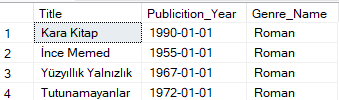 Title Publicition_Year Genre_Name
1 Kara Kitap 1990-01-01 Roman
2 İnce Memed 1955-01-01 Roman
3 Yüzyıllık Yalnızlık 1967-01-01 Roman
4 Tutunamayanlar 1972-01-01 Roman